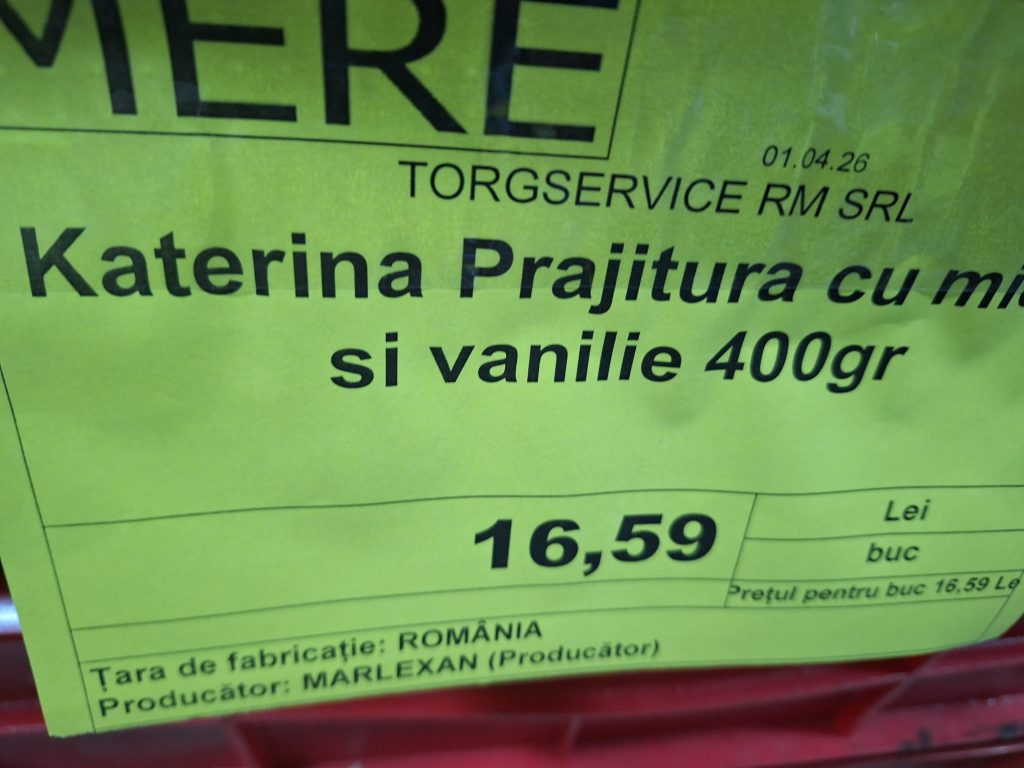 MERE
01.04.26
TORGSERVICE RM SRL
Katerina Prajitura cu
si vanilie 400gr
16,59
Lei
buc
Prețul pentru buc 16,59 Le
Țara de fabricație: ROMÂNIA
Producător: MARLEXAN (Producător)